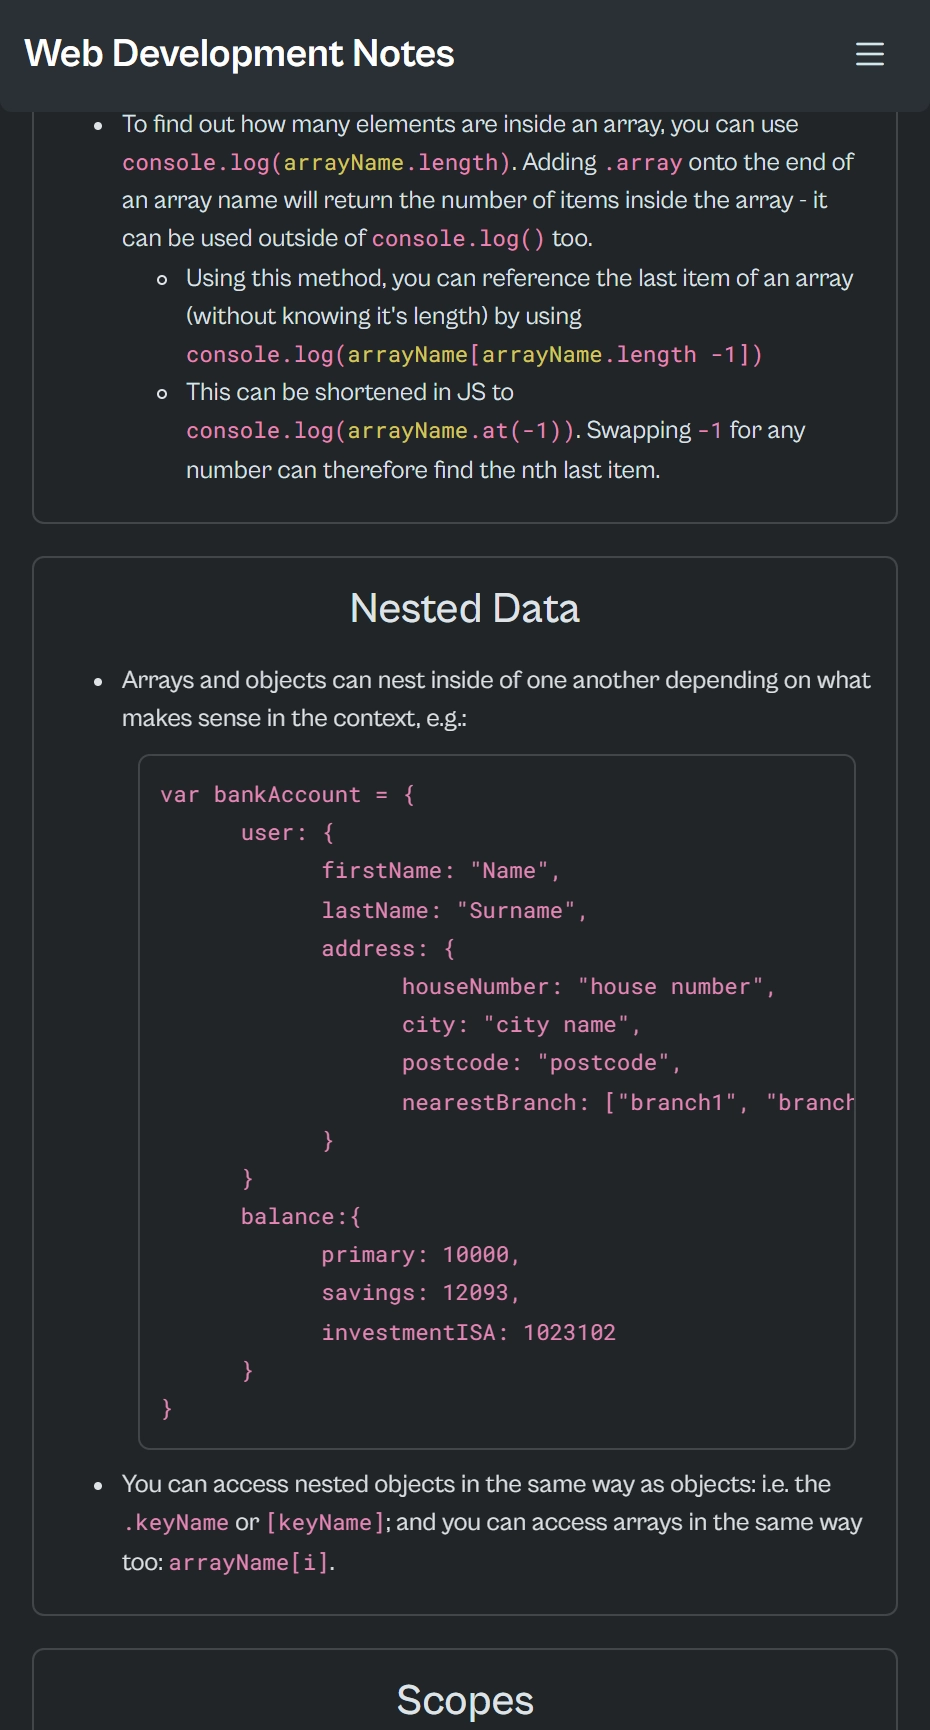 Web Development Notes
To find out how many elements are inside an array, you can use
console.log(arrayName.length). Adding .array onto the end of
an array name will return the number of items inside the array - it
can be used outside of console.log() too.
Using this method, you can reference the last item of an array
(without knowing it's length) by using
console.log(arrayName[arrayName.length -1])
This can be shortened in JS to
console.log(arrayName.at(-1)). Swapping -1 for any
number can therefore find the nth last item.
Nested Data
Arrays and objects can nest inside of one another depending on what
makes sense in the context, e.g.:
var bankAccount = {
user: {
firstName: "Name",
lastName: "Surname",
address: {
houseNumber: "house number",
city: "city name",
postcode: "postcode",
nearestBranch: ["branch1", "branch
}
}
balance:{
primary: 10000,
savings: 12093,
investmentISA: 1023102
}
}
You can access nested objects in the same way as objects: i.e. the
.keyName or [keyName]; and you can access arrays in the same way
too: arrayName[i].
Scopes